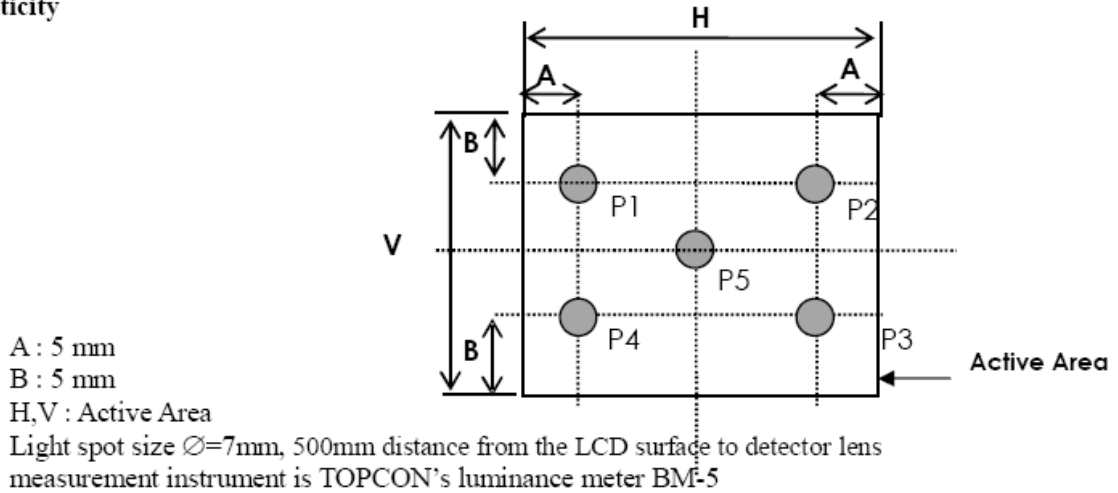 ticity
H
A
A
B
P1
P2
V
P5
B
P4
P3
Active Area
A : 5 mm
B : 5 mm
H,V : Active Area
Light spot size ∅=7mm, 500mm distance from the LCD surface to detector lens
measurement instrument is TOPCON's luminance meter BM-5